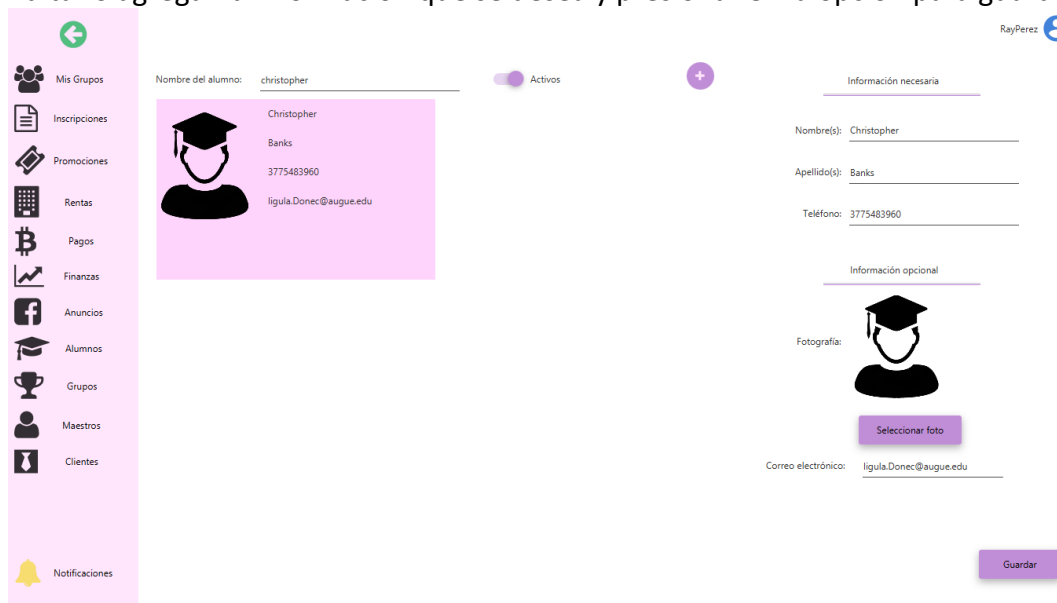 RayPerez
Mis Grupos
Inscripciones
Promociones
Rentas
Pagos
Finanzas
Anuncios
Alumnos
Grupos
Maestros
Clientes
Notificaciones
Nombre del alumno: christopher
Activos
Christopher
Banks
3775483960
ligula.Donec@augue.edu
Información necesaria
Nombre(s): Christopher
Apellido(s): Banks
Teléfono: 3775483960
Información opcional
Fotografía:
Seleccionar foto
Correo electrónico: ligula.Donec@augue.edu
Guardar